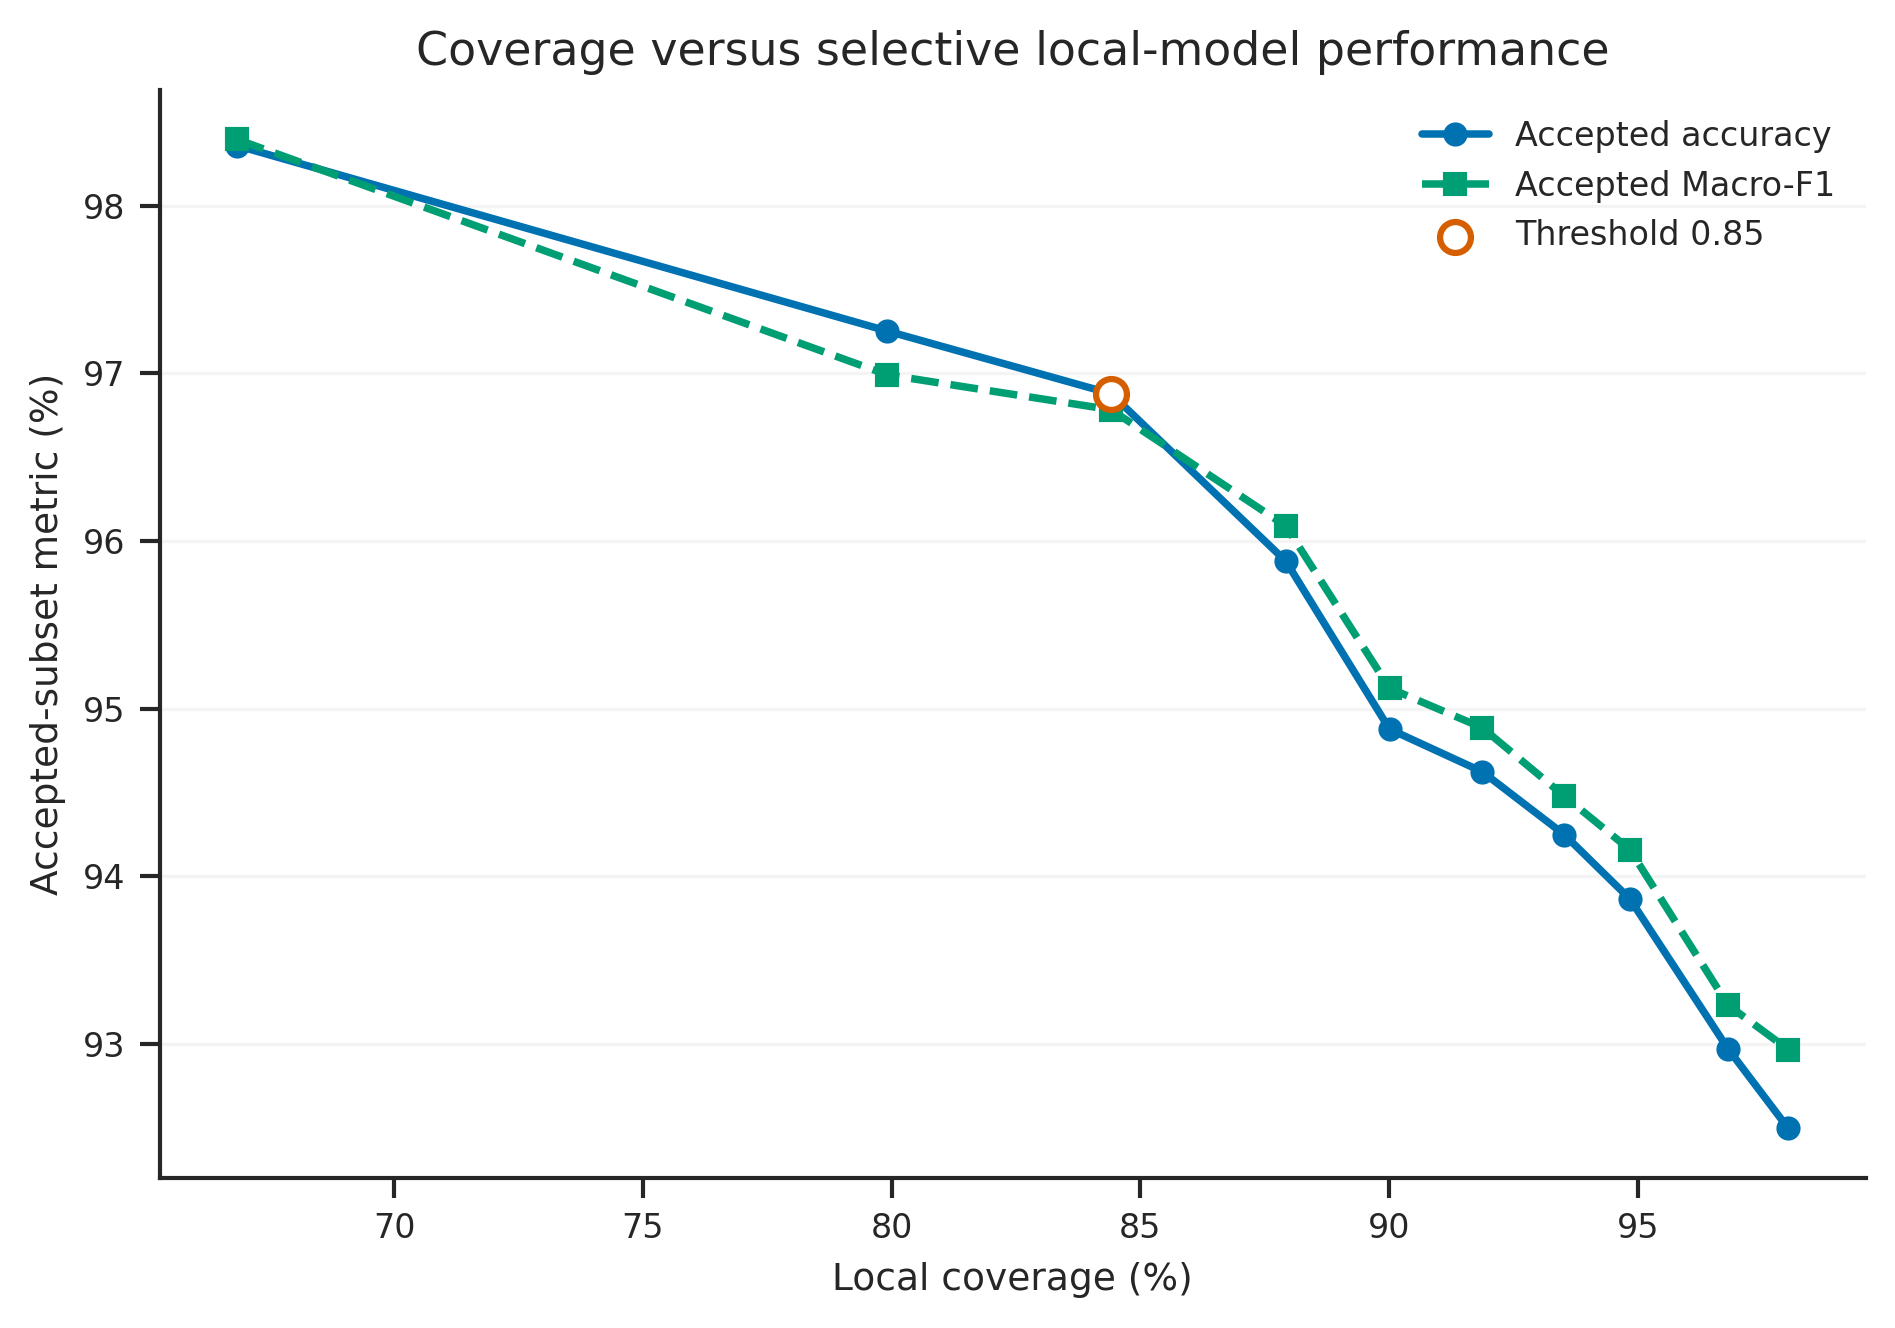 Coverage versus selective local-model performance
Accepted accuracy
Accepted Macro-F1
Threshold 0.85
Accepted-subset metric (%)
98
97
96
95
94
93
70 75 80 85 90 95
Local coverage (%)